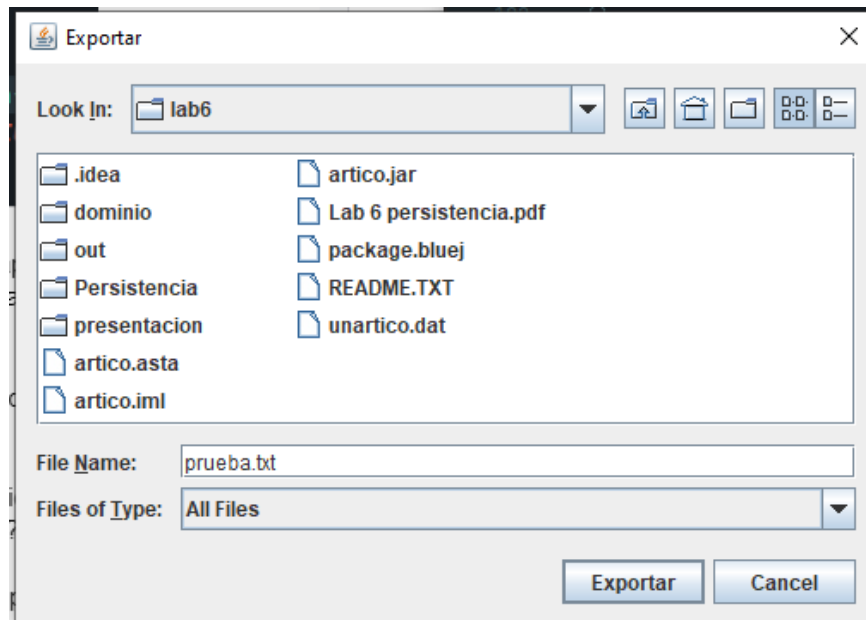 Exportar
Look In: lab6
.idea
dominio
out
Persistencia
presentacion
artico.asta
artico.iml
artico.jar
Lab 6 persistencia.pdf
package.bluej
README.TXT
unartico.dat
File Name: prueba.txt
Files of Type: All Files
Exportar Cancel